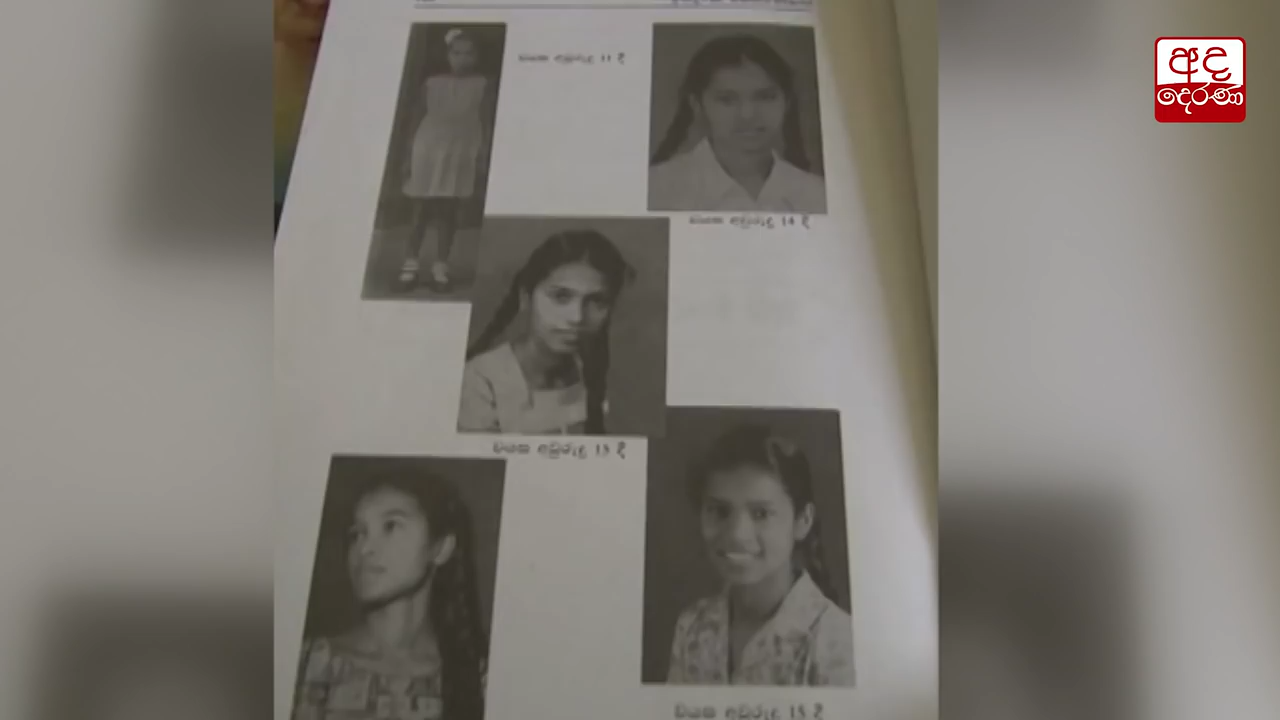 අද
දෙරණ
වයස අවුරුදු 11 දී
වයස අවුරුදු 14 දී
වයස අවුරුදු 13 දී
වයස අවුරුදු 15 දී